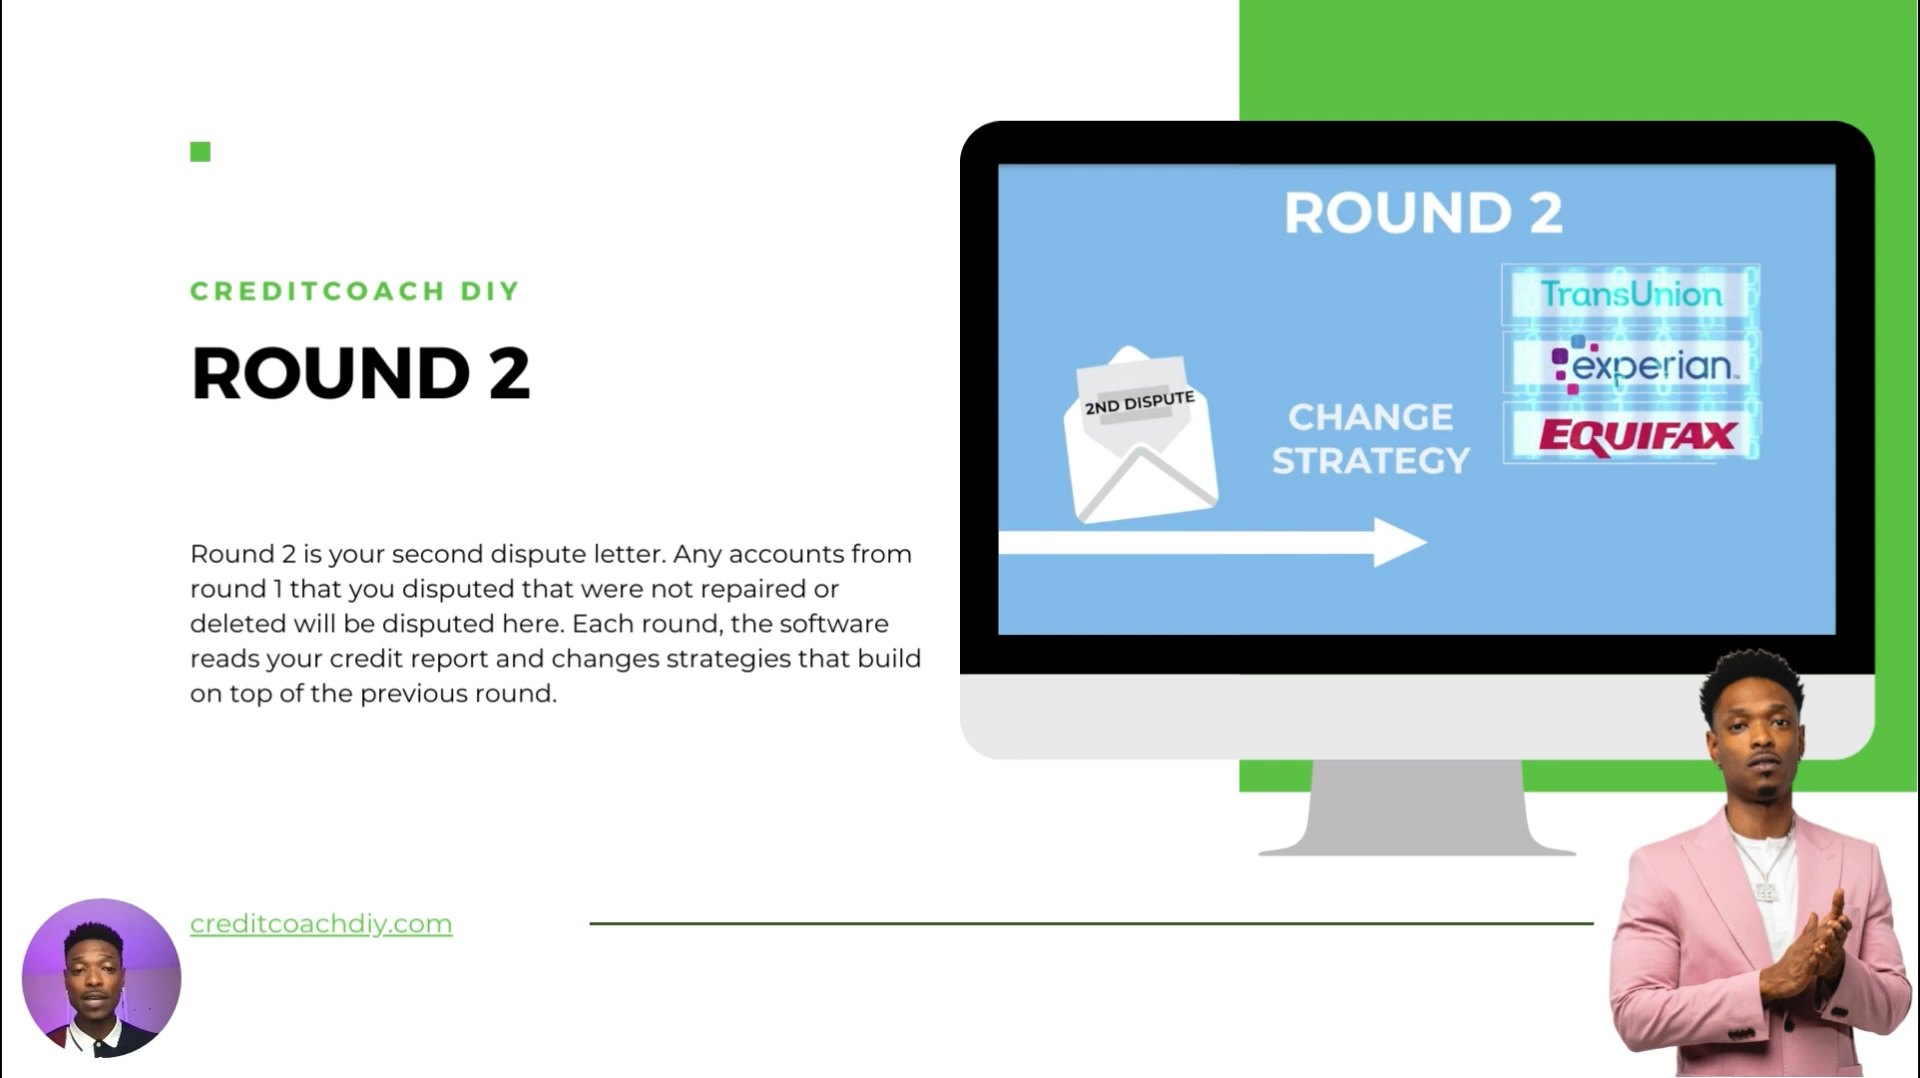 CREDITCOACH DIY
ROUND 2
Round 2 is your second dispute letter. Any accounts from
round 1 that you disputed that were not repaired or
deleted will be disputed here. Each round, the software
reads your credit report and changes strategies that build
on top of the previous round.
creditcoachdiy.com
ROUND 2
2ND DISPUTE
CHANGE
STRATEGY
TransUnion
experian
EQUIFAX